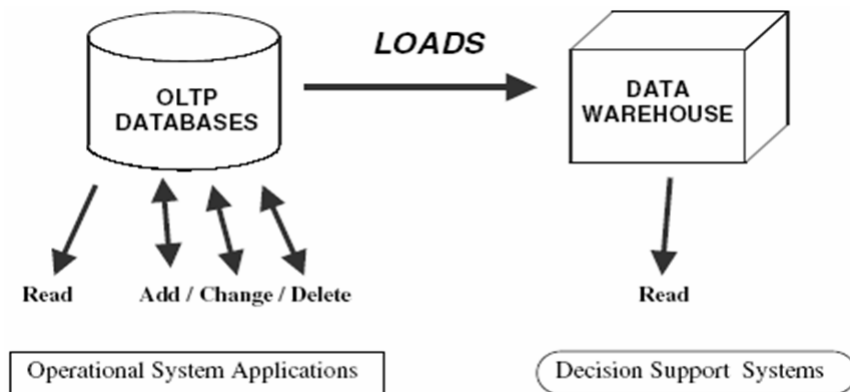 LOADS
OLTP
DATABASES
DATA
WAREHOUSE
Read
Add / Change / Delete
Read
Operational System Applications
Decision Support Systems